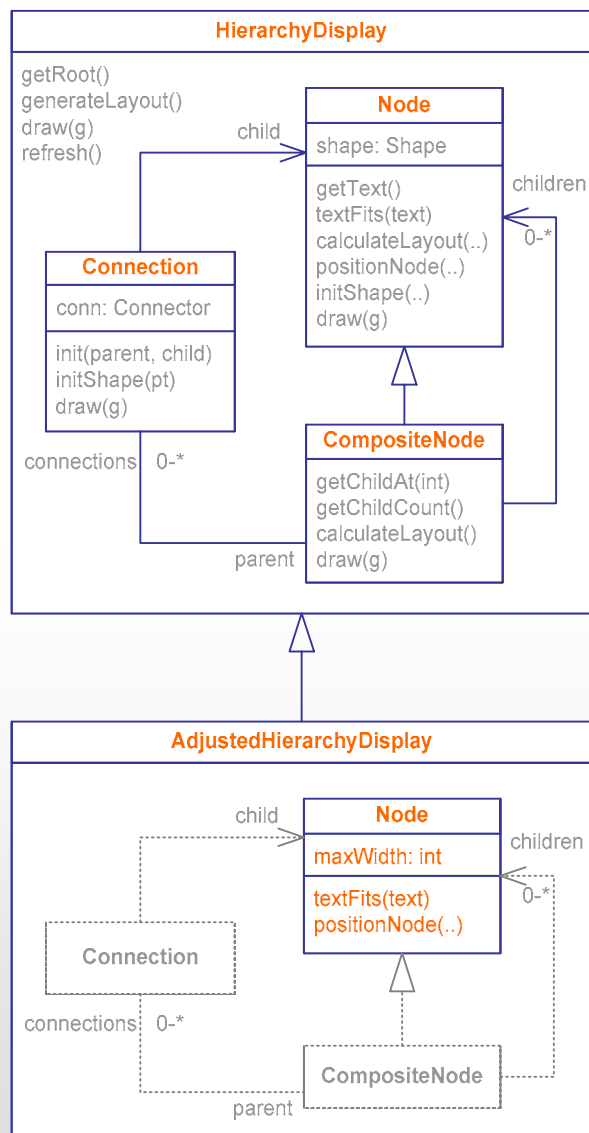 HierarchyDisplay
getRoot()
generateLayout()
draw(g)
refresh()
child
Node
shape: Shape
getText()
textFits(text)
calculateLayout(..)
positionNode(..)
initShape(..)
draw(g)
children
0-*
Connection
conn: Connector
init(parent, child)
initShape(pt)
draw(g)
connections 0-*
CompositeNode
getChildAt(int)
getChildCount()
calculateLayout()
draw(g)
parent
AdjustedHierarchyDisplay
child
Node
maxWidth: int
textFits(text)
positionNode(..)
children
0-*
Connection
connections 0-*
CompositeNode
parent